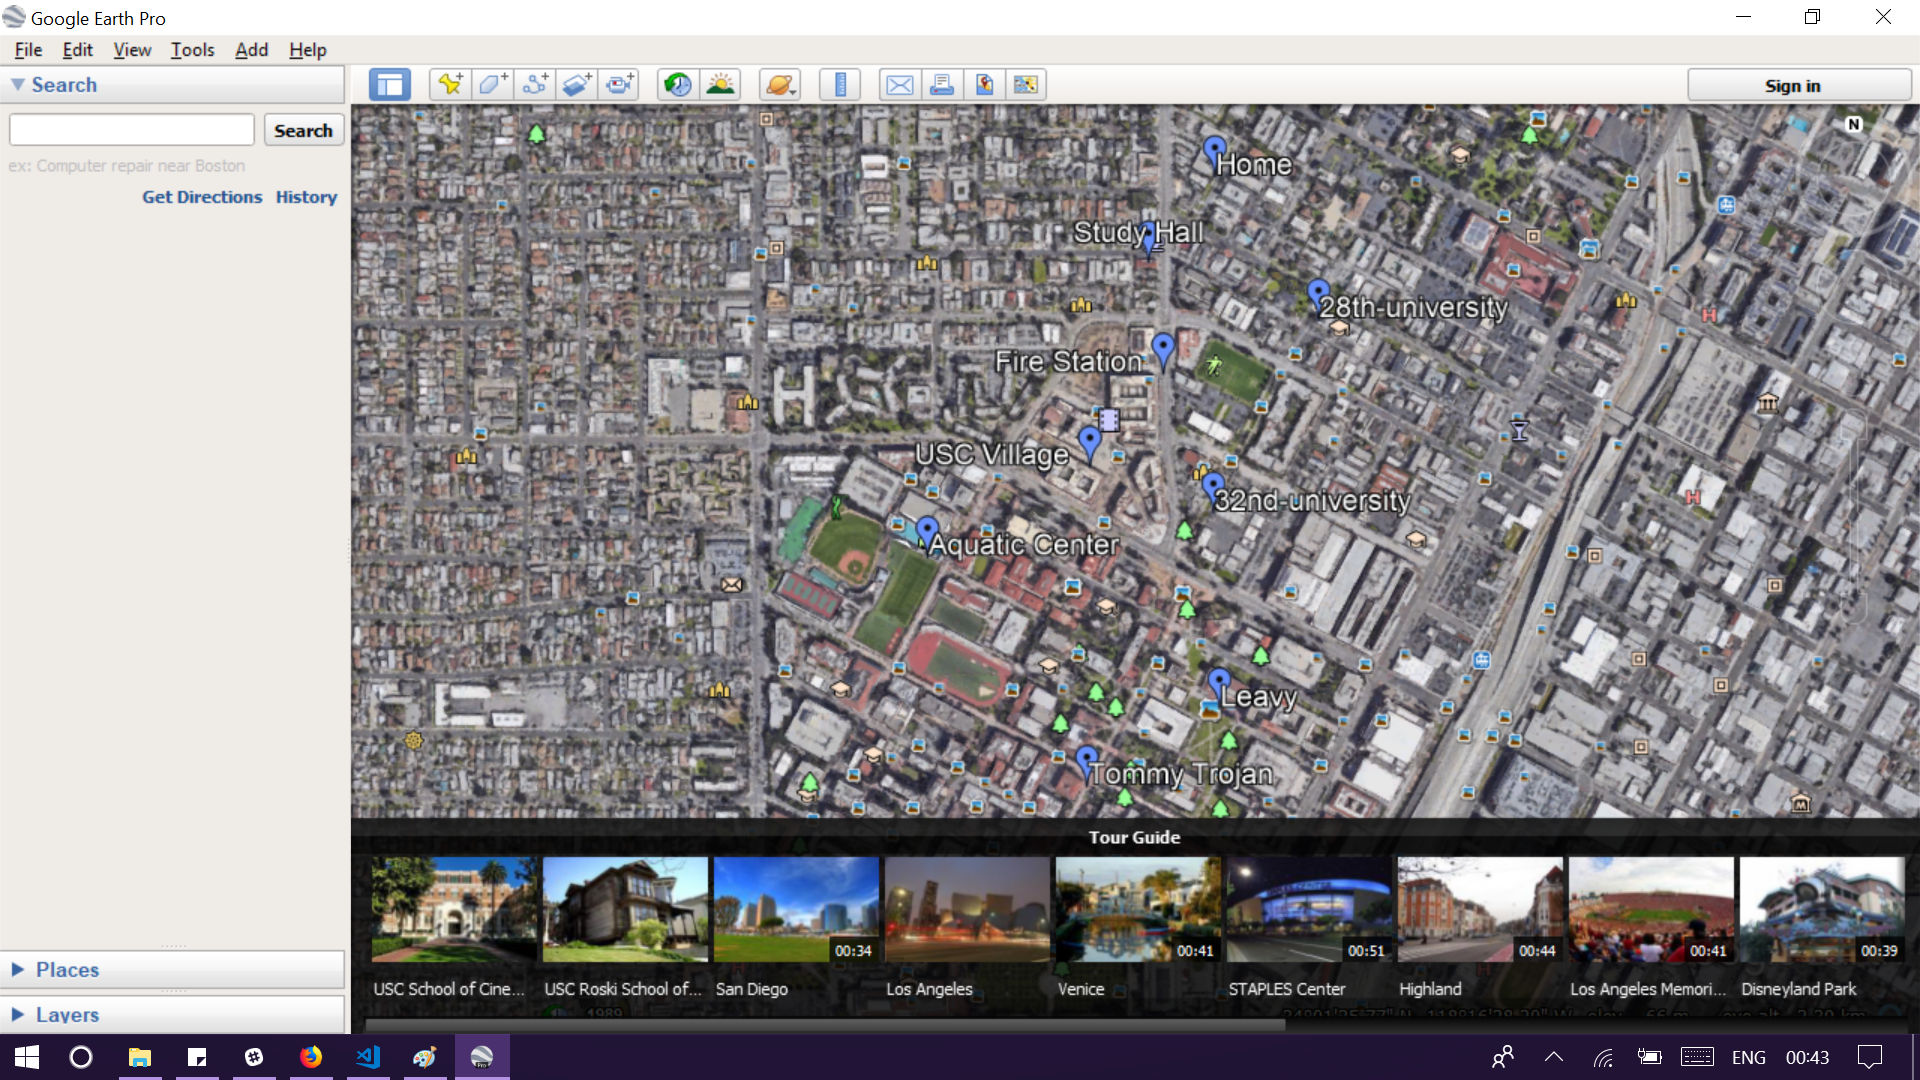 Google Earth Pro
File Edit View Tools Add Help
Search
Sign in
Search
ex: Computer repair near Boston
Get Directions History
N
Home
Study Hall
28th-university
Fire Station
USC Village
32nd-university
Aquatic Center
Leavy
Tommy Trojan
Tour Guide
00:34
00:41
00:51
00:44
00:41
00:39
USC School of Cine...
USC Roski School of...
San Diego
Los Angeles
Venice
STAPLES Center
Highland
Los Angeles Memori...
Disneyland Park
1989
Places
Layers
ENG
00:43